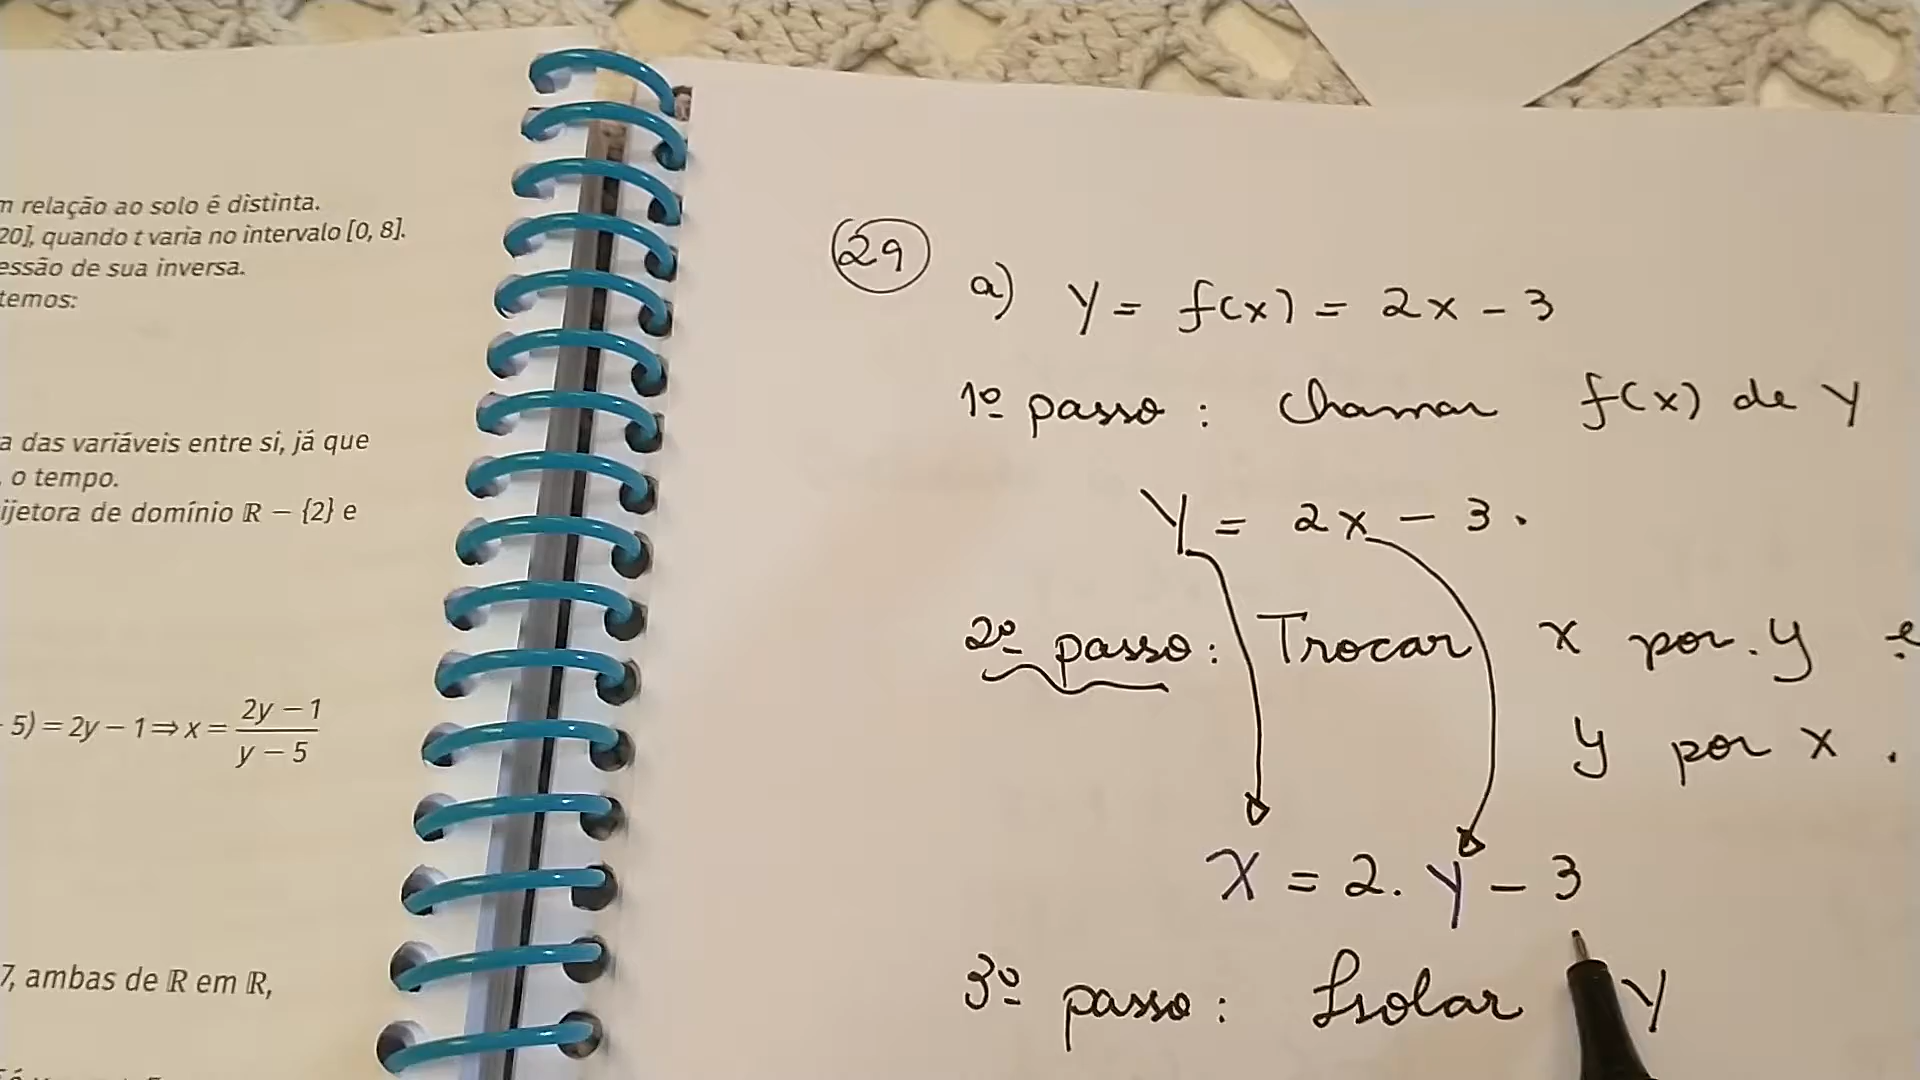 m relação ao solo é distinta.
20], quando t varia no intervalo [0, 8].
essão de sua inversa.
temos:
a das variáveis entre si, já que
, o tempo.
ijetora de domínio ℝ − {2} e
5) = 2y − 1 ⇒ x = (2y − 1)/(y − 5)
7, ambas de ℝ em ℝ,
29
a) y = f(x) = 2x − 3
1º passo: Chamar f(x) de y
y = 2x − 3.
2º passo: Trocar x por y e
y por x.
x = 2. y − 3
3º passo: Isolar y